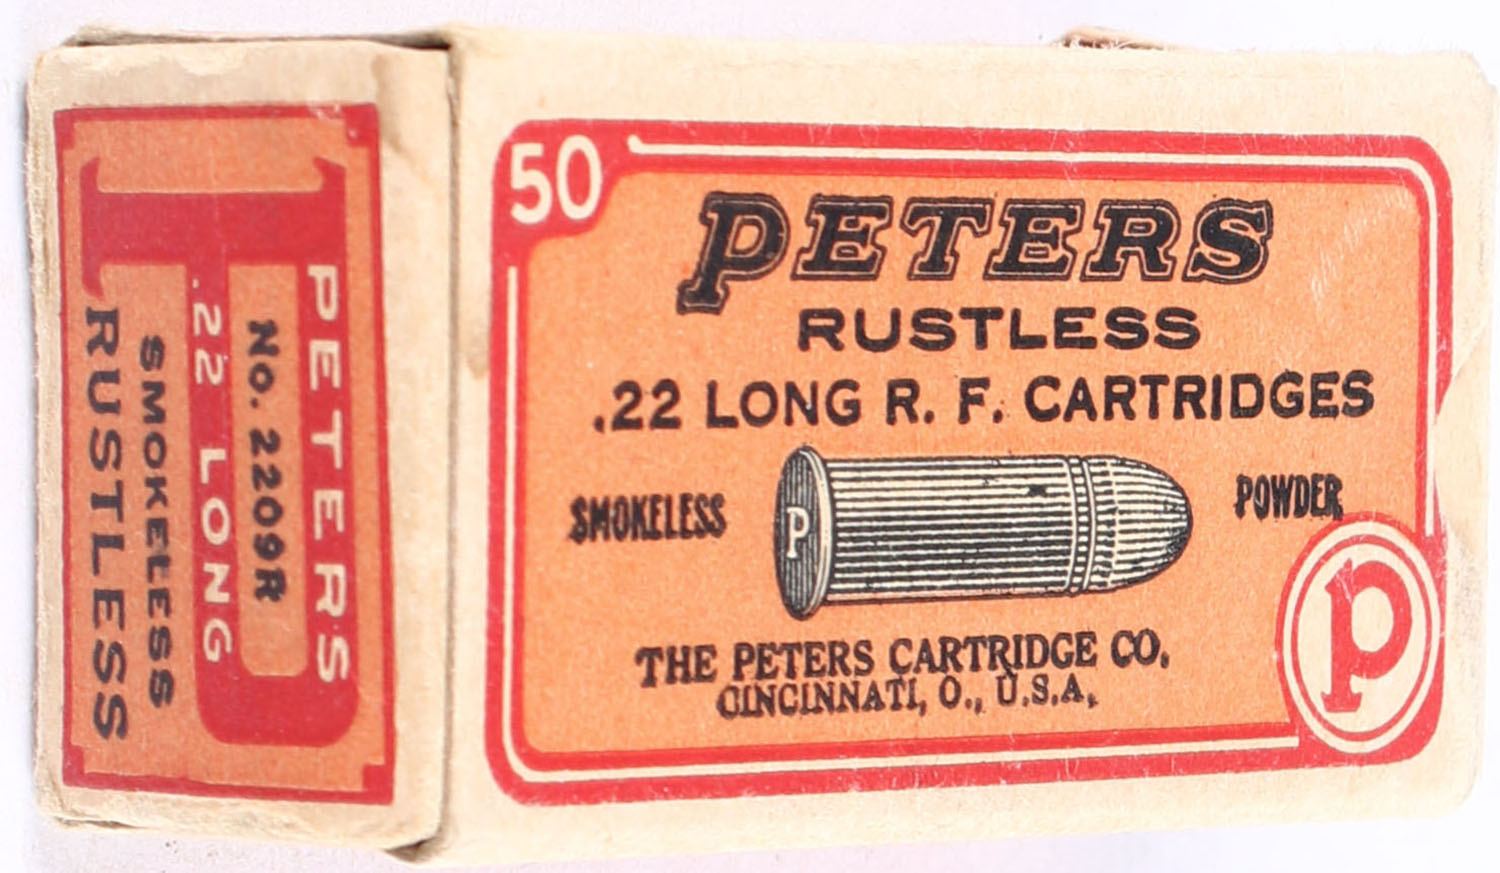 50
PETERS
RUSTLESS
.22 LONG R. F. CARTRIDGES
SMOKELESS
P
POWDER
THE PETERS CARTRIDGE CO.
CINCINNATI, O., U.S.A.
P
PETERS
No. 2209R
.22 LONG
SMOKELESS
RUSTLESS